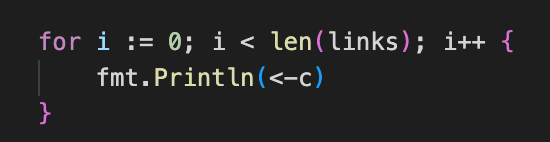 for i := 0; i < len(links); i++ {
    fmt.Println(<-c)
}